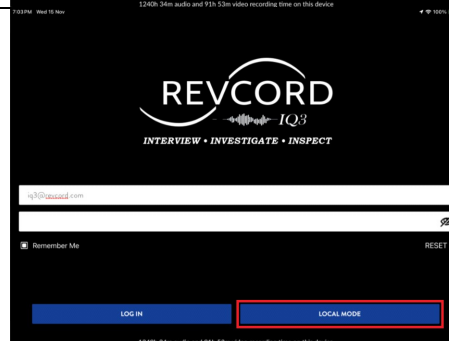 1240h 34m audio and 91h 53m video recording time on this device
7:03 PM Wed 15 Nov 100%
REVCORD
IQ3
INTERVIEW • INVESTIGATE • INSPECT
iq3@revcord.com
Remember Me RESET
LOG IN LOCAL MODE